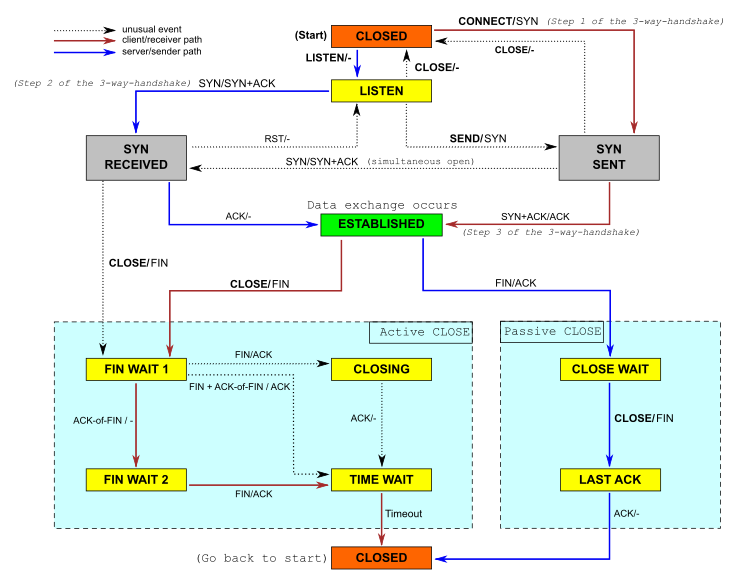 unusual event
client/receiver path
server/sender path
(Start)
CLOSED
CONNECT/SYN (Step 1 of the 3-way-handshake)
CLOSE/-
LISTEN/-
CLOSE/-
(Step 2 of the 3-way-handshake) SYN/SYN+ACK
LISTEN
SYN
RECEIVED
RST/-
SEND/SYN
SYN
SENT
SYN/SYN+ACK (simultaneous open)
Data exchange occurs
ACK/-
ESTABLISHED
SYN+ACK/ACK
(Step 3 of the 3-way-handshake)
CLOSE/FIN
CLOSE/FIN
FIN/ACK
Active CLOSE
Passive CLOSE
FIN WAIT 1
FIN/ACK
CLOSING
CLOSE WAIT
FIN + ACK-of-FIN / ACK
ACK-of-FIN / -
ACK/-
CLOSE/FIN
FIN WAIT 2
FIN/ACK
TIME WAIT
LAST ACK
Timeout
ACK/-
(Go back to start)
CLOSED